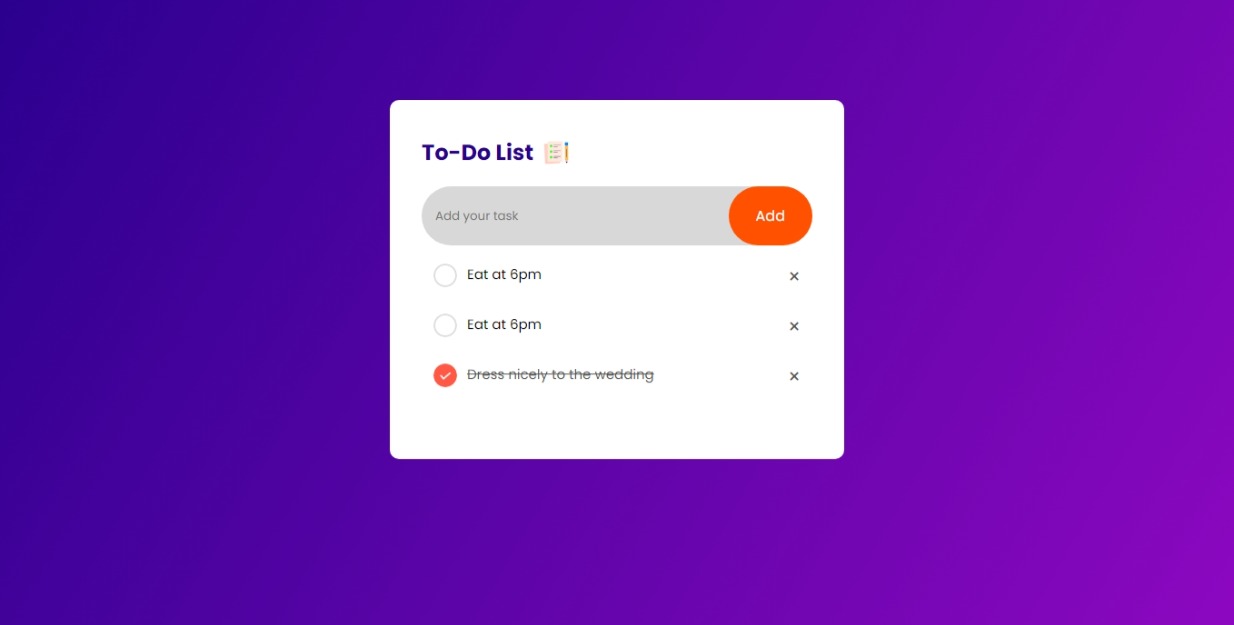 To-Do List
Add your task
Add
Eat at 6pm
Eat at 6pm
Dress nicely to the wedding